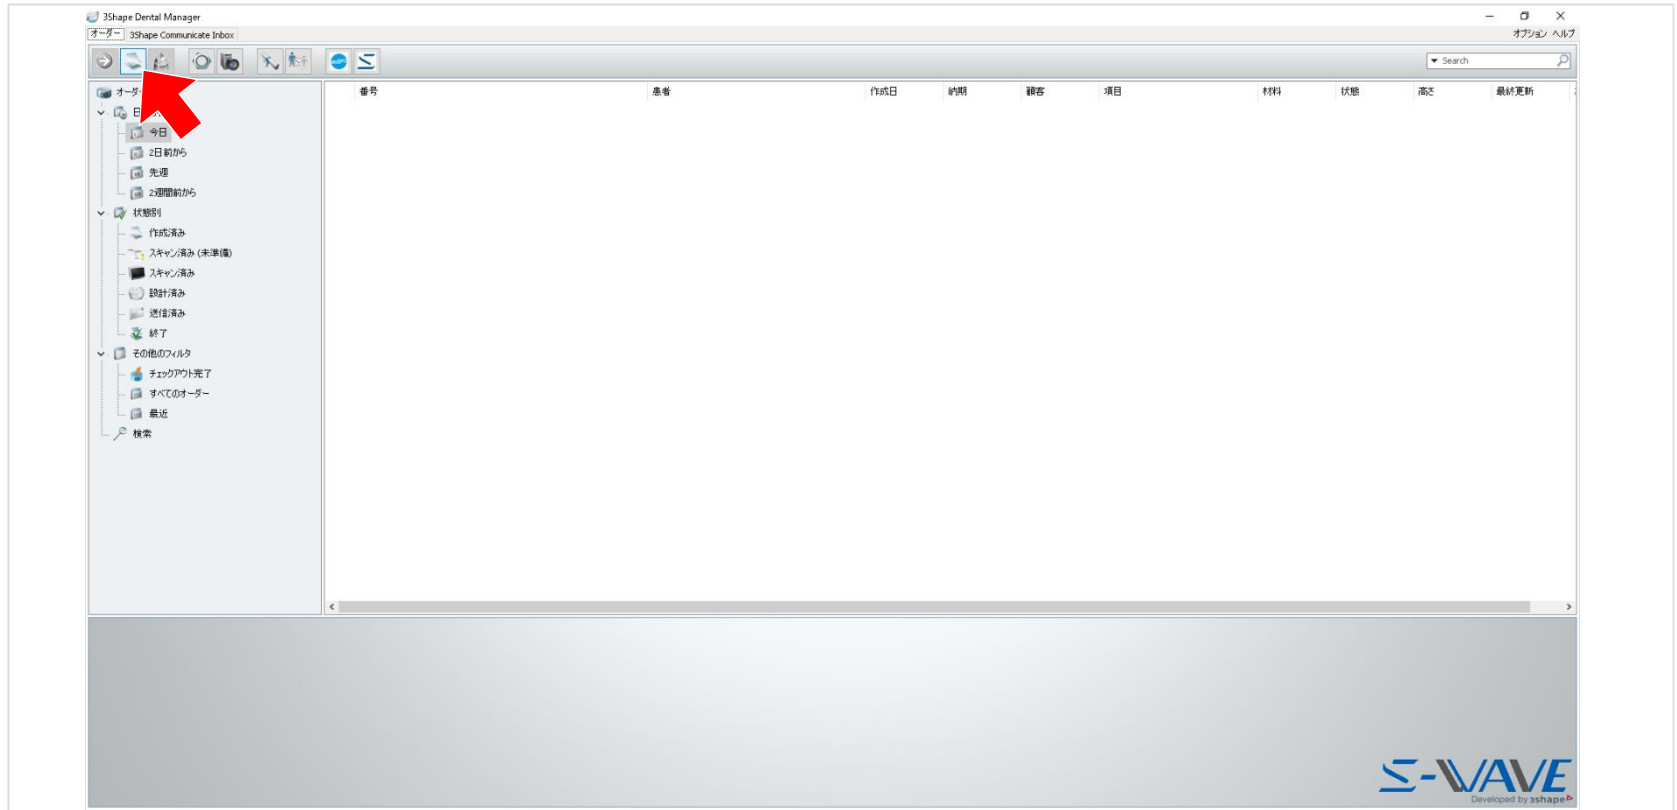 3Shape Dental Manager
オーダー 3Shape Communicate Inbox
オプション ヘルプ
Search
オーダ
番号 患者 作成日 納期 顧客 項目 材料 状態 高さ 最終更新
今日
2日前から
先週
2週間前から
状態別
作成済み
スキャン済み (未準備)
スキャン済み
設計済み
送信済み
終了
その他のフィルタ
チェックアウト完了
すべてのオーダー
最近
検索
S-WAVE
Developed by 3shape